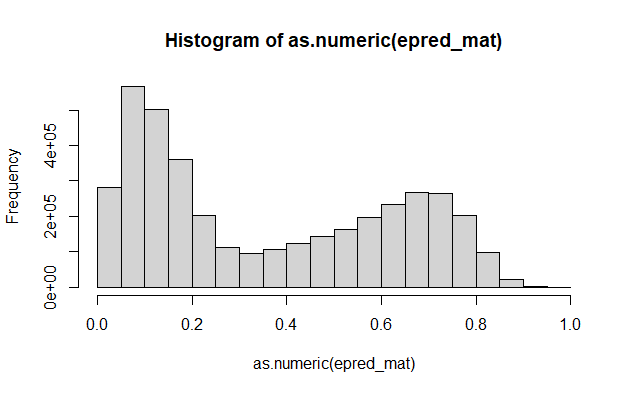 Histogram of as.numeric(epred_mat)
Frequency
0e+00
2e+05
4e+05
0.0 0.2 0.4 0.6 0.8 1.0
as.numeric(epred_mat)